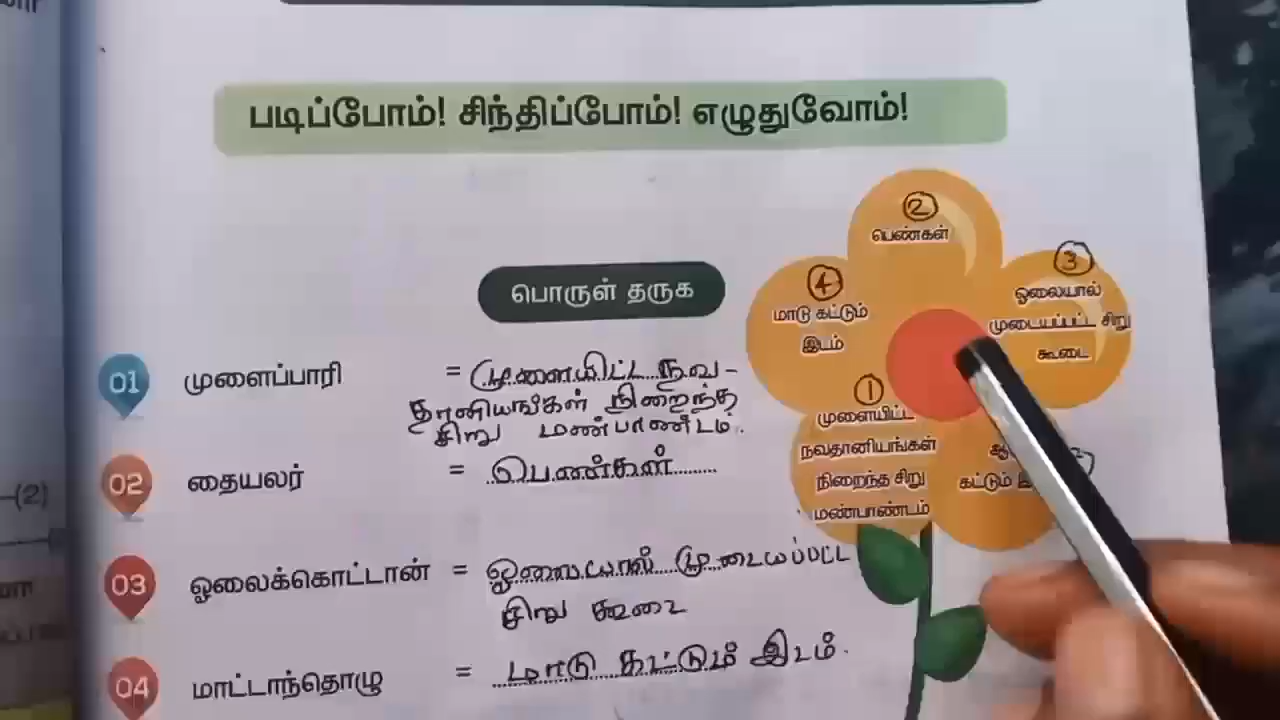 படிப்போம்! சிந்திப்போம்! எழுதுவோம்!
பொருள் தருக
01 முளைப்பாரி = முளையிட்ட நவ-
தானியங்கள் நிறைந்த
சிறு மண்பாண்டம்.
02 தையலர் = பெண்கள்
03 ஓலைக்கொட்டான் = ஓலையால் முடையப்பட்ட
சிறு கூடை
04 மாட்டாந்தொழு = மாடு கட்டும் இடம்.
②
பெண்கள்
③
ஓலையால்
முடையப்பட்ட சிறு
கூடை
④
மாடு கட்டும்
இடம்
①
முளையிட்ட
நவதானியங்கள்
நிறைந்த சிறு
மண்பாண்டம்
கட்டும்
(2)